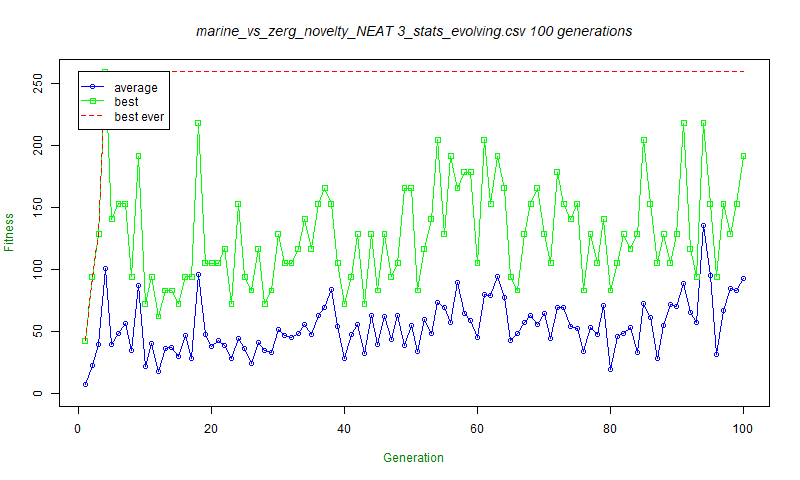 marine_vs_zerg_novelty_NEAT 3_stats_evolving.csv 100 generations
average
best
best ever
Fitness
250
200
150
100
50
0
0 20 40 60 80 100
Generation